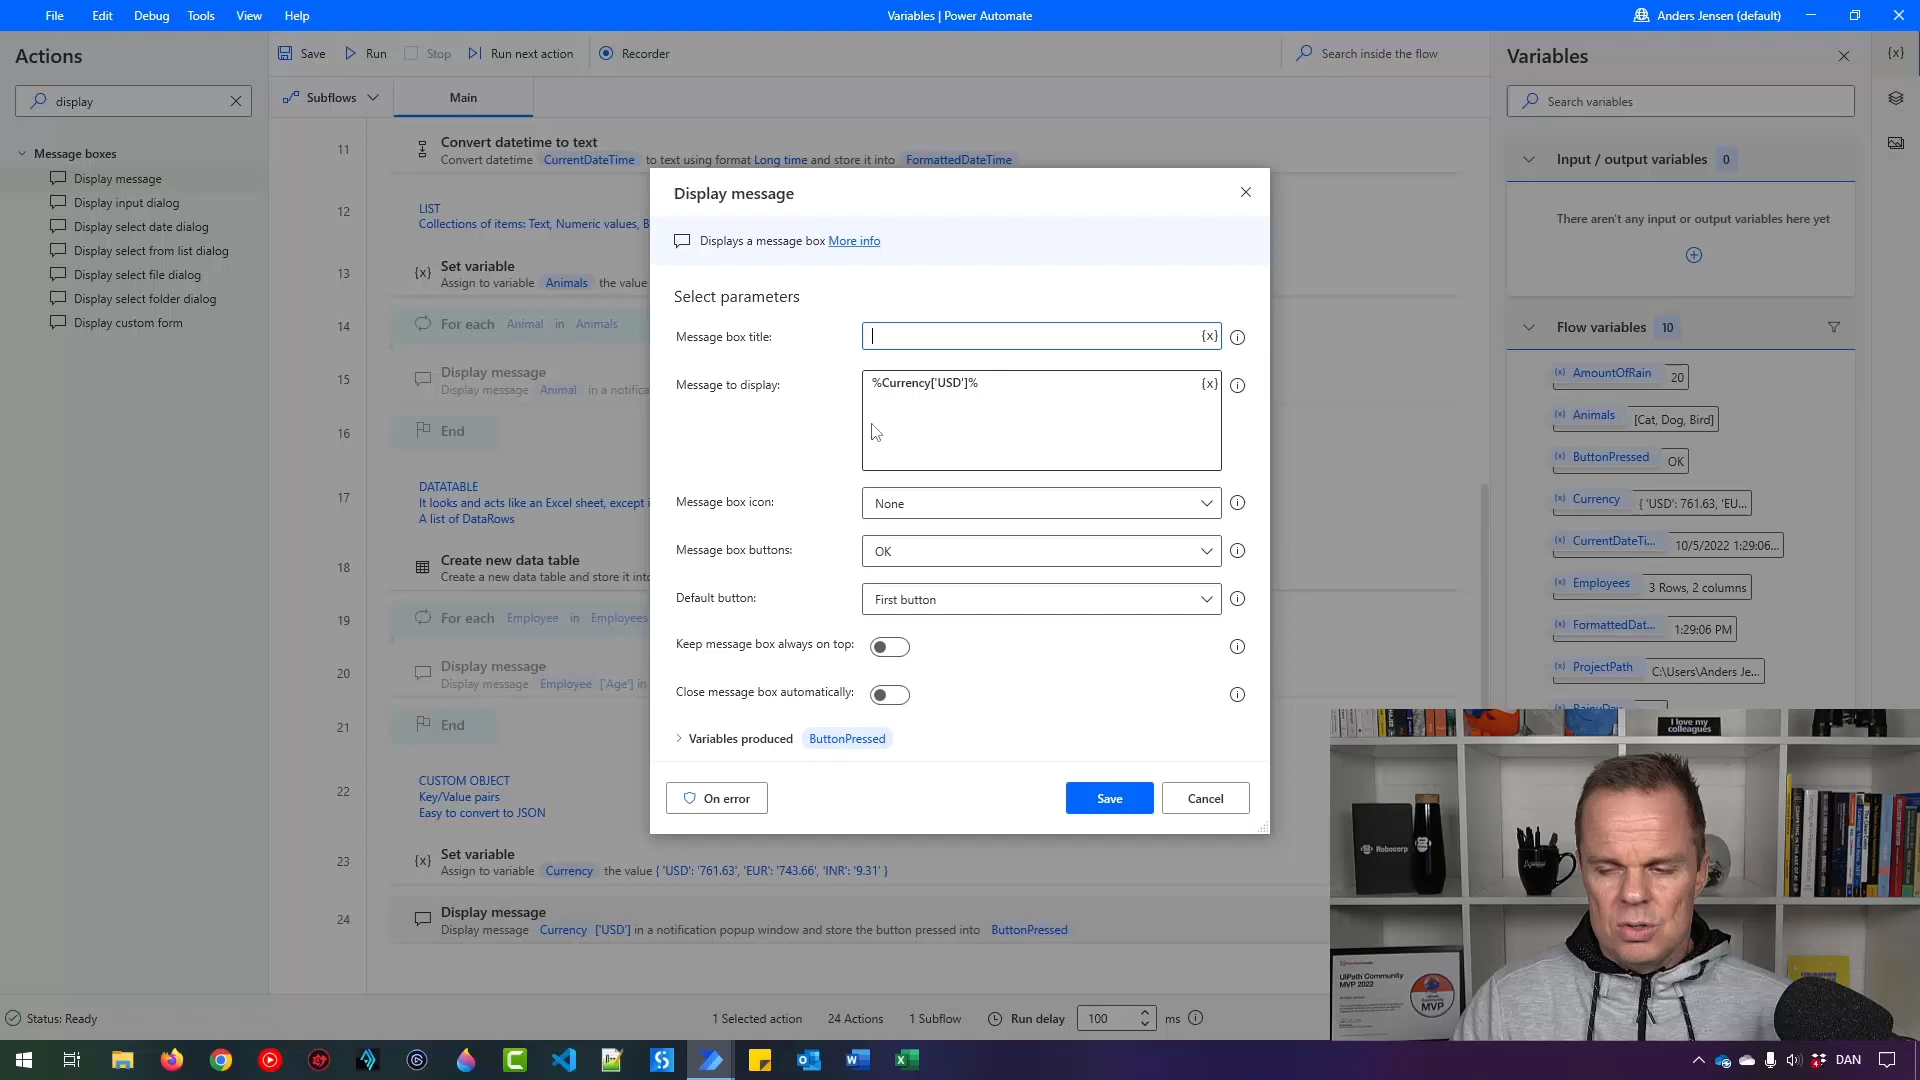 File Edit Debug Tools View Help
Variables | Power Automate
Anders Jensen (default)
Actions
display
Message boxes
Display message
Display input dialog
Display select date dialog
Display select from list dialog
Display select file dialog
Display select folder dialog
Display custom form
Save Run Stop Run next action Recorder
Search inside the flow
Subflows Main
11 Convert datetime to text
Convert datetime CurrentDateTime to text using format Long time and store it into FormattedDateTime
12 LIST
Collections of items: Text, Numeric values, B
13 Set variable
Assign to variable Animals the value
14 For each Animal in Animals
15 Display message
Display message Animal in a notifica
16 End
17 DATATABLE
It looks and acts like an Excel sheet, except i
A list of DataRows
18 Create new data table
Create a new data table and store it into
19 For each Employee in Employees
20 Display message
Display message Employee ['Age'] in
21 End
22 CUSTOM OBJECT
Key/Value pairs
Easy to convert to JSON
23 Set variable
Assign to variable Currency the value { 'USD': '761.63', 'EUR': '743.66', 'INR': '9.31' }
24 Display message
Display message Currency ['USD'] in a notification popup window and store the button pressed into ButtonPressed
Display message
Displays a message box More info
Select parameters
Message box title: {x}
Message to display: %Currency['USD']% {x}
Message box icon: None
Message box buttons: OK
Default button: First button
Keep message box always on top:
Close message box automatically:
Variables produced ButtonPressed
On error Save Cancel
Variables
{x}
Search variables
Input / output variables 0
There aren't any input or output variables here yet
Flow variables 10
(x) AmountOfRain 20
(x) Animals [Cat, Dog, Bird]
(x) ButtonPressed OK
(x) Currency { 'USD': 761.63, 'EU...
(x) CurrentDateTi... 10/5/2022 1:29:06...
(x) Employees 3 Rows, 2 columns
(x) FormattedDat... 1:29:06 PM
(x) ProjectPath C:\Users\Anders Je...
I love my
colleagues
Robocorp
UiPath Community
MVP 2022
MVP
Status: Ready
1 Selected action 24 Actions 1 Subflow Run delay 100 ms
DAN